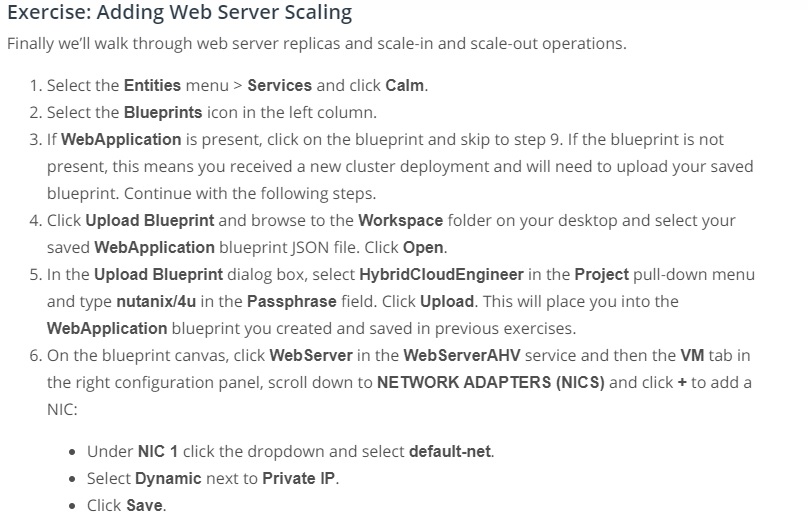 Exercise: Adding Web Server Scaling
Finally we'll walk through web server replicas and scale-in and scale-out operations.
1. Select the Entities menu > Services and click Calm.
2. Select the Blueprints icon in the left column.
3. If WebApplication is present, click on the blueprint and skip to step 9. If the blueprint is not
present, this means you received a new cluster deployment and will need to upload your saved
blueprint. Continue with the following steps.
4. Click Upload Blueprint and browse to the Workspace folder on your desktop and select your
saved WebApplication blueprint JSON file. Click Open.
5. In the Upload Blueprint dialog box, select HybridCloudEngineer in the Project pull-down menu
and type nutanix/4u in the Passphrase field. Click Upload. This will place you into the
WebApplication blueprint you created and saved in previous exercises.
6. On the blueprint canvas, click WebServer in the WebServerAHV service and then the VM tab in
the right configuration panel, scroll down to NETWORK ADAPTERS (NICS) and click + to add a
NIC:
• Under NIC 1 click the dropdown and select default-net.
• Select Dynamic next to Private IP.
• Click Save.